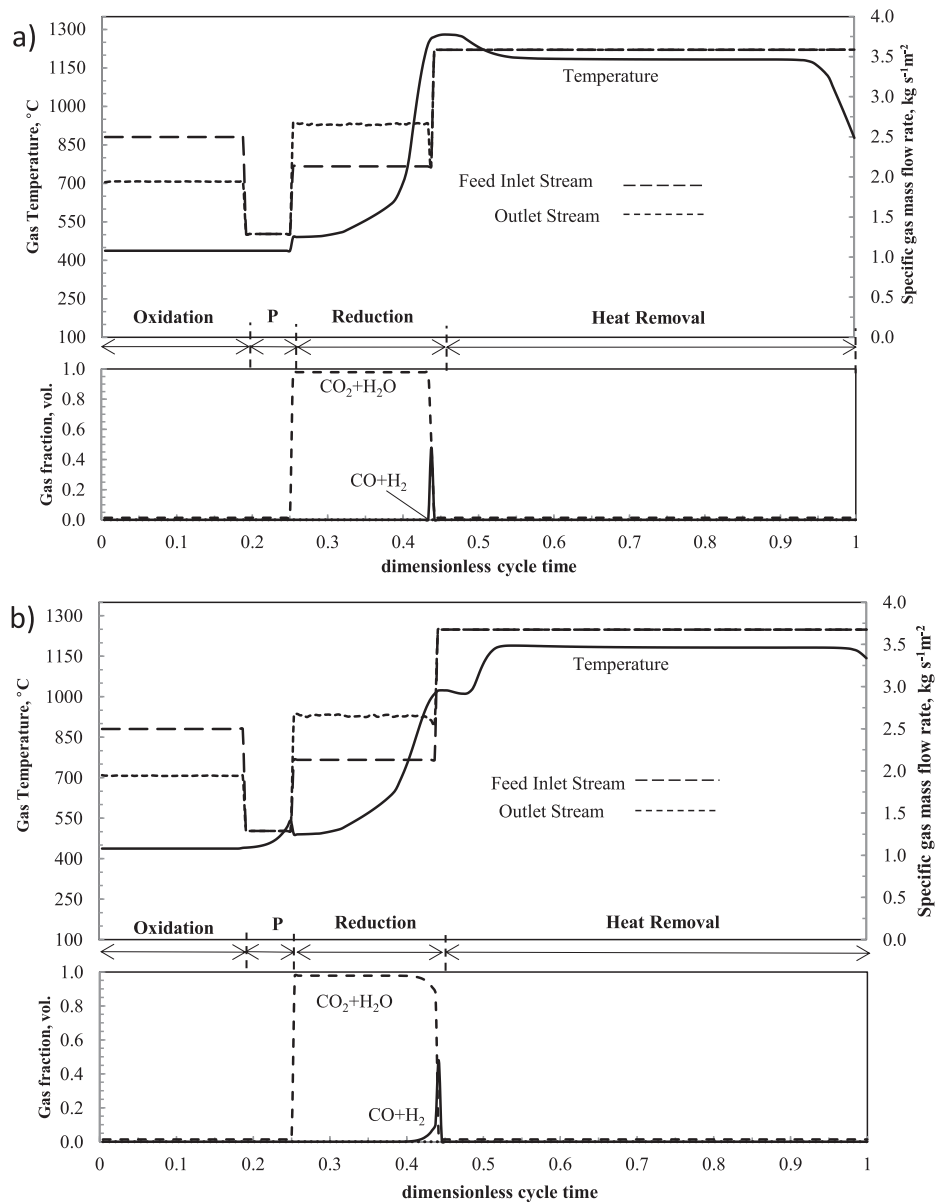 a)
1300
1150
1000
850
700
550
400
250
100
Gas Temperature, °C
4.0
3.5
3.0
2.5
2.0
1.5
1.0
0.5
0.0
Specific gas mass flow rate, kg s⁻¹m⁻²
Temperature
Feed Inlet Stream
Outlet Stream
Oxidation P Reduction Heat Removal
1.0
0.8
0.6
0.4
0.2
0.0
Gas fraction, vol.
CO₂+H₂O
CO+H₂
0 0.1 0.2 0.3 0.4 0.5 0.6 0.7 0.8 0.9 1
dimensionless cycle time
b)
1300
1150
1000
850
700
550
400
250
100
Gas Temperature, °C
4.0
3.5
3.0
2.5
2.0
1.5
1.0
0.5
0.0
Specific gas mass flow rate, kg s⁻¹m⁻²
Temperature
Feed Inlet Stream
Outlet Stream
Oxidation P Reduction Heat Removal
1.0
0.8
0.6
0.4
0.2
0.0
Gas fraction, vol.
CO₂+H₂O
CO+H₂
0 0.1 0.2 0.3 0.4 0.5 0.6 0.7 0.8 0.9 1
dimensionless cycle time